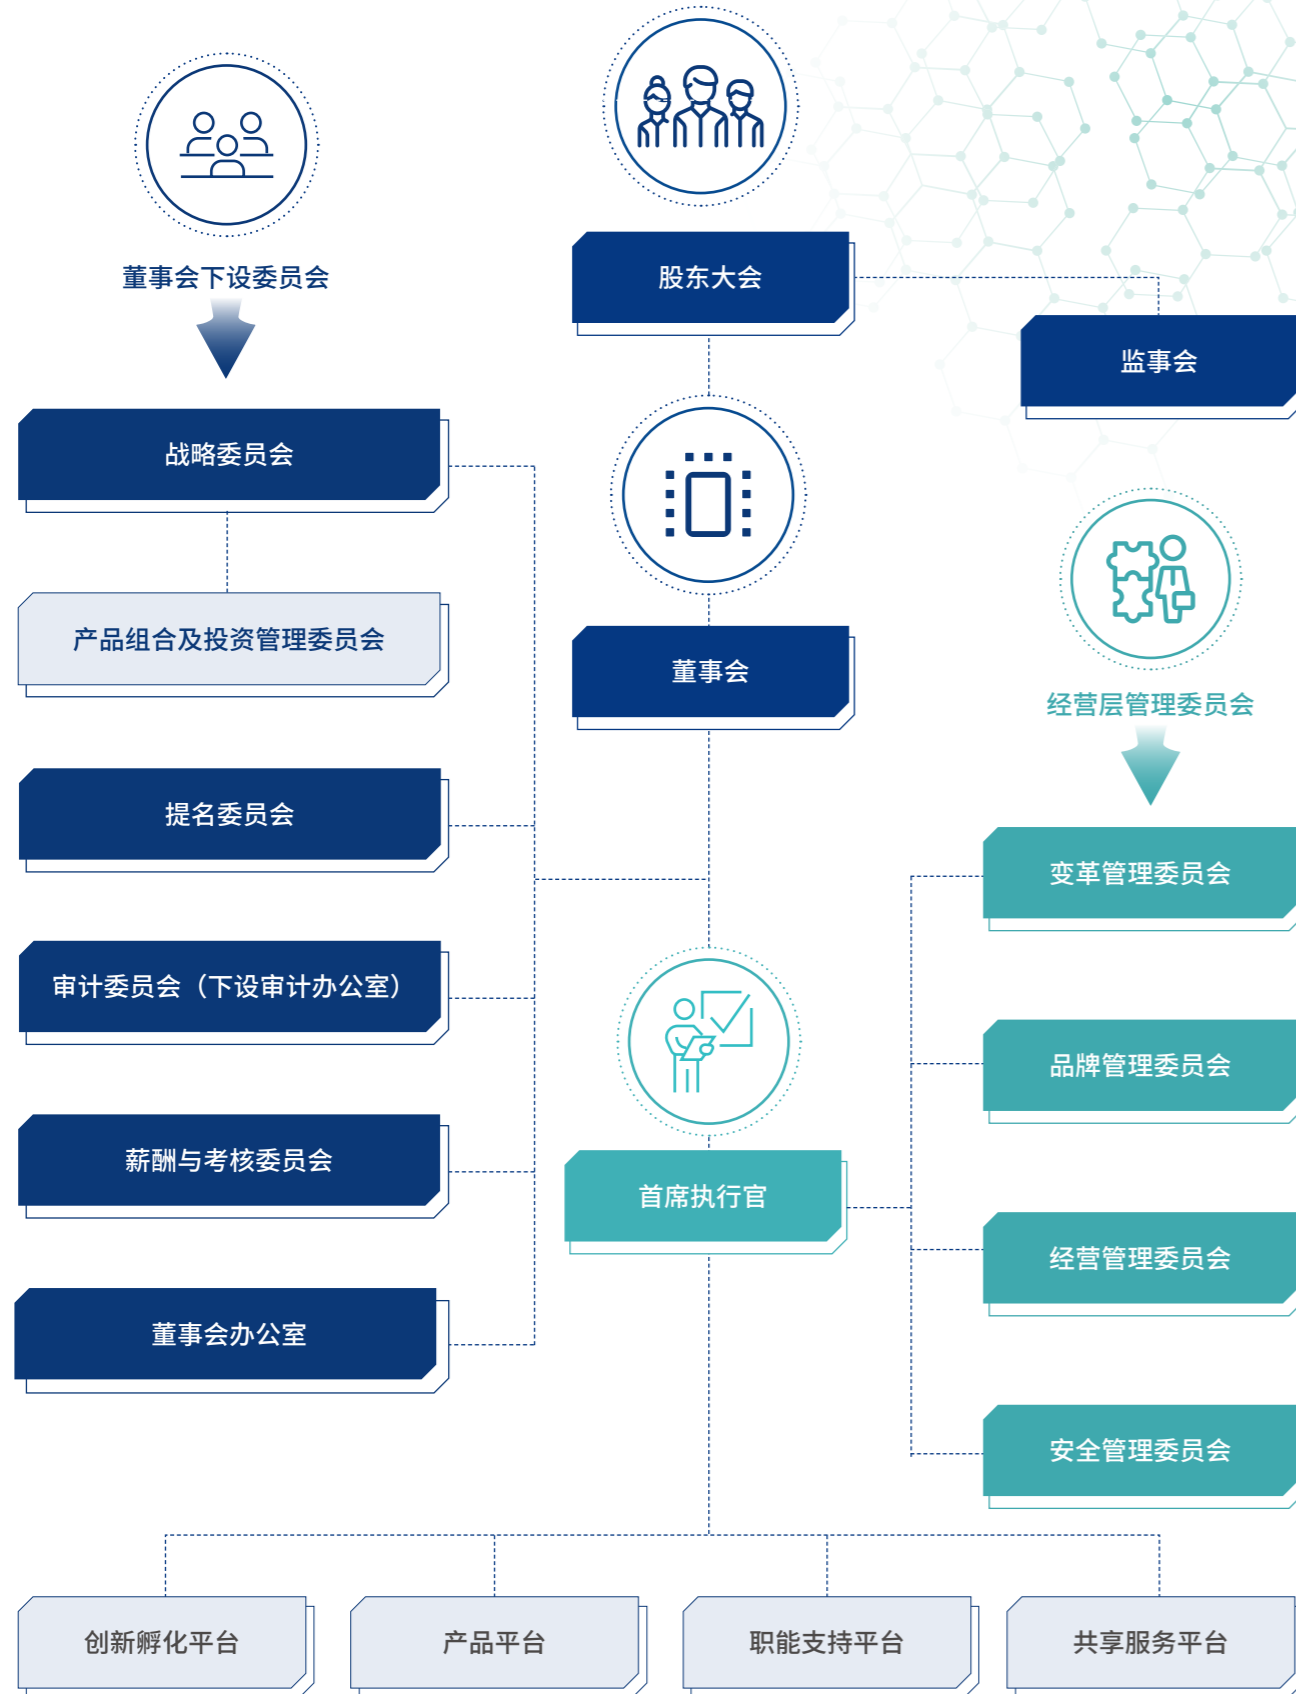 股东大会
董事会下设委员会
监事会
战略委员会
产品组合及投资管理委员会
董事会
经营层管理委员会
提名委员会
变革管理委员会
审计委员会（下设审计办公室）
品牌管理委员会
薪酬与考核委员会
首席执行官
经营管理委员会
董事会办公室
安全管理委员会
创新孵化平台
产品平台
职能支持平台
共享服务平台